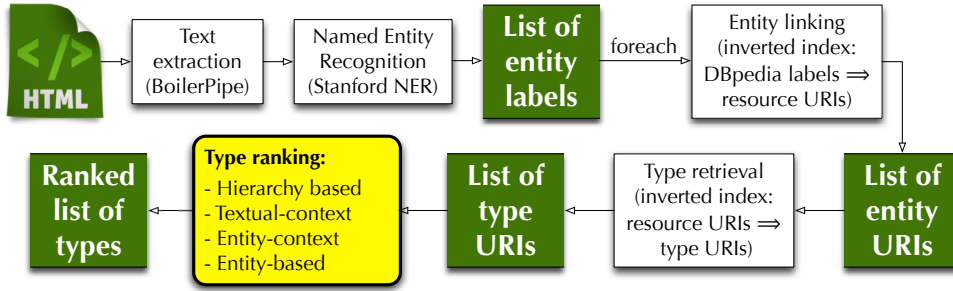 </>
HTML
Text
extraction
(BoilerPipe)
Named Entity
Recognition
(Stanford NER)
List of
entity
labels
foreach
Entity linking
(inverted index:
DBpedia labels ⟹
resource URIs)
Ranked
list of
types
Type ranking:
- Hierarchy based
- Textual-context
- Entity-context
- Entity-based
List of
type
URIs
Type retrieval
(inverted index:
resource URIs ⟹
type URIs)
List of
entity
URIs